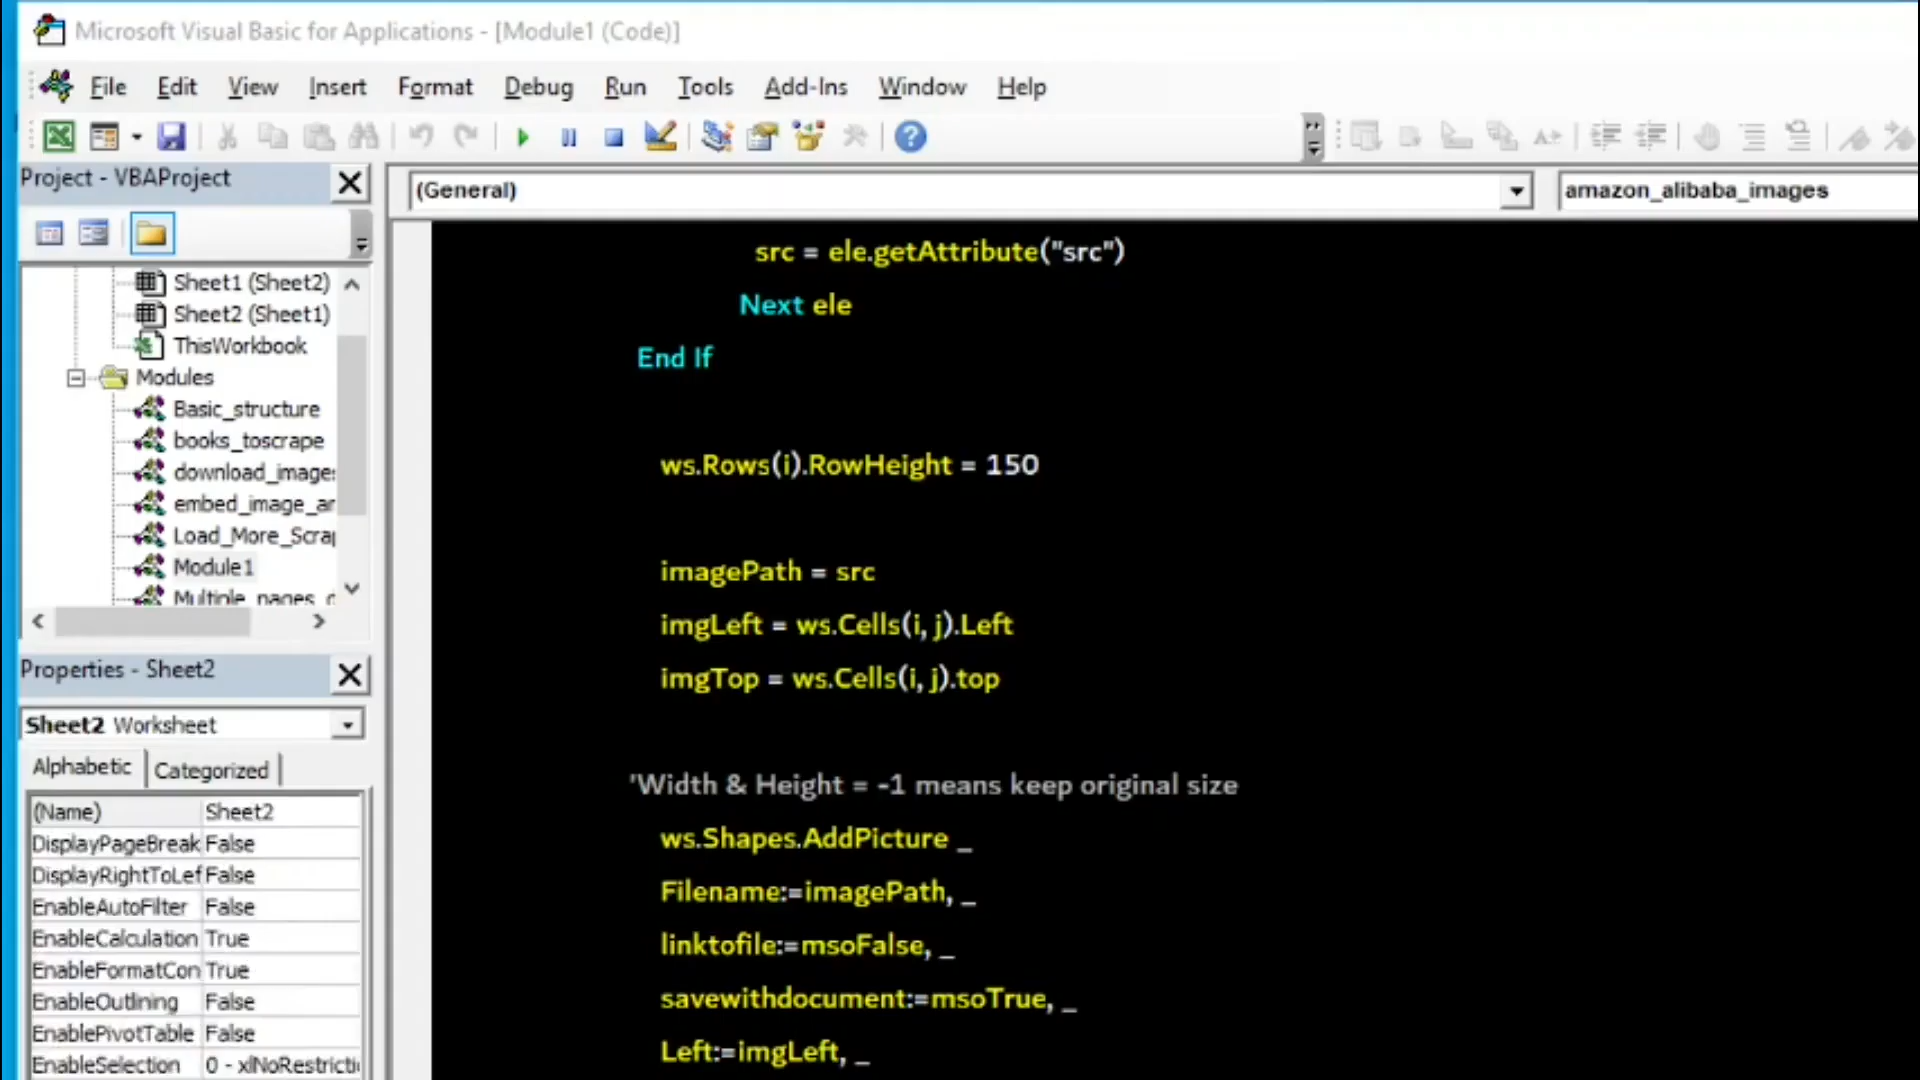 Microsoft Visual Basic for Applications - [Module1 (Code)]
File Edit View Insert Format Debug Run Tools Add-Ins Window Help
Project - VBAProject
(General)
amazon_alibaba_images
Sheet1 (Sheet2)
Sheet2 (Sheet1)
ThisWorkbook
Modules
Basic_structure
books_toscrape
download_images
embed_image_ar
Load_More_Scrap
Module1
Multiple_pages_c
Properties - Sheet2
Sheet2 Worksheet
Alphabetic Categorized
(Name) Sheet2
DisplayPageBreak False
DisplayRightToLef False
EnableAutoFilter False
EnableCalculation True
EnableFormatCon True
EnableOutlining False
EnablePivotTable False
EnableSelection 0 - xlNoRestricti
src = ele.getAttribute("src")
Next ele
End If
ws.Rows(i).RowHeight = 150
imagePath = src
imgLeft = ws.Cells(i, j).Left
imgTop = ws.Cells(i, j).top
'Width & Height = -1 means keep original size
ws.Shapes.AddPicture _
Filename:=imagePath, _
linktofile:=msoFalse, _
savewithdocument:=msoTrue, _
Left:=imgLeft, _